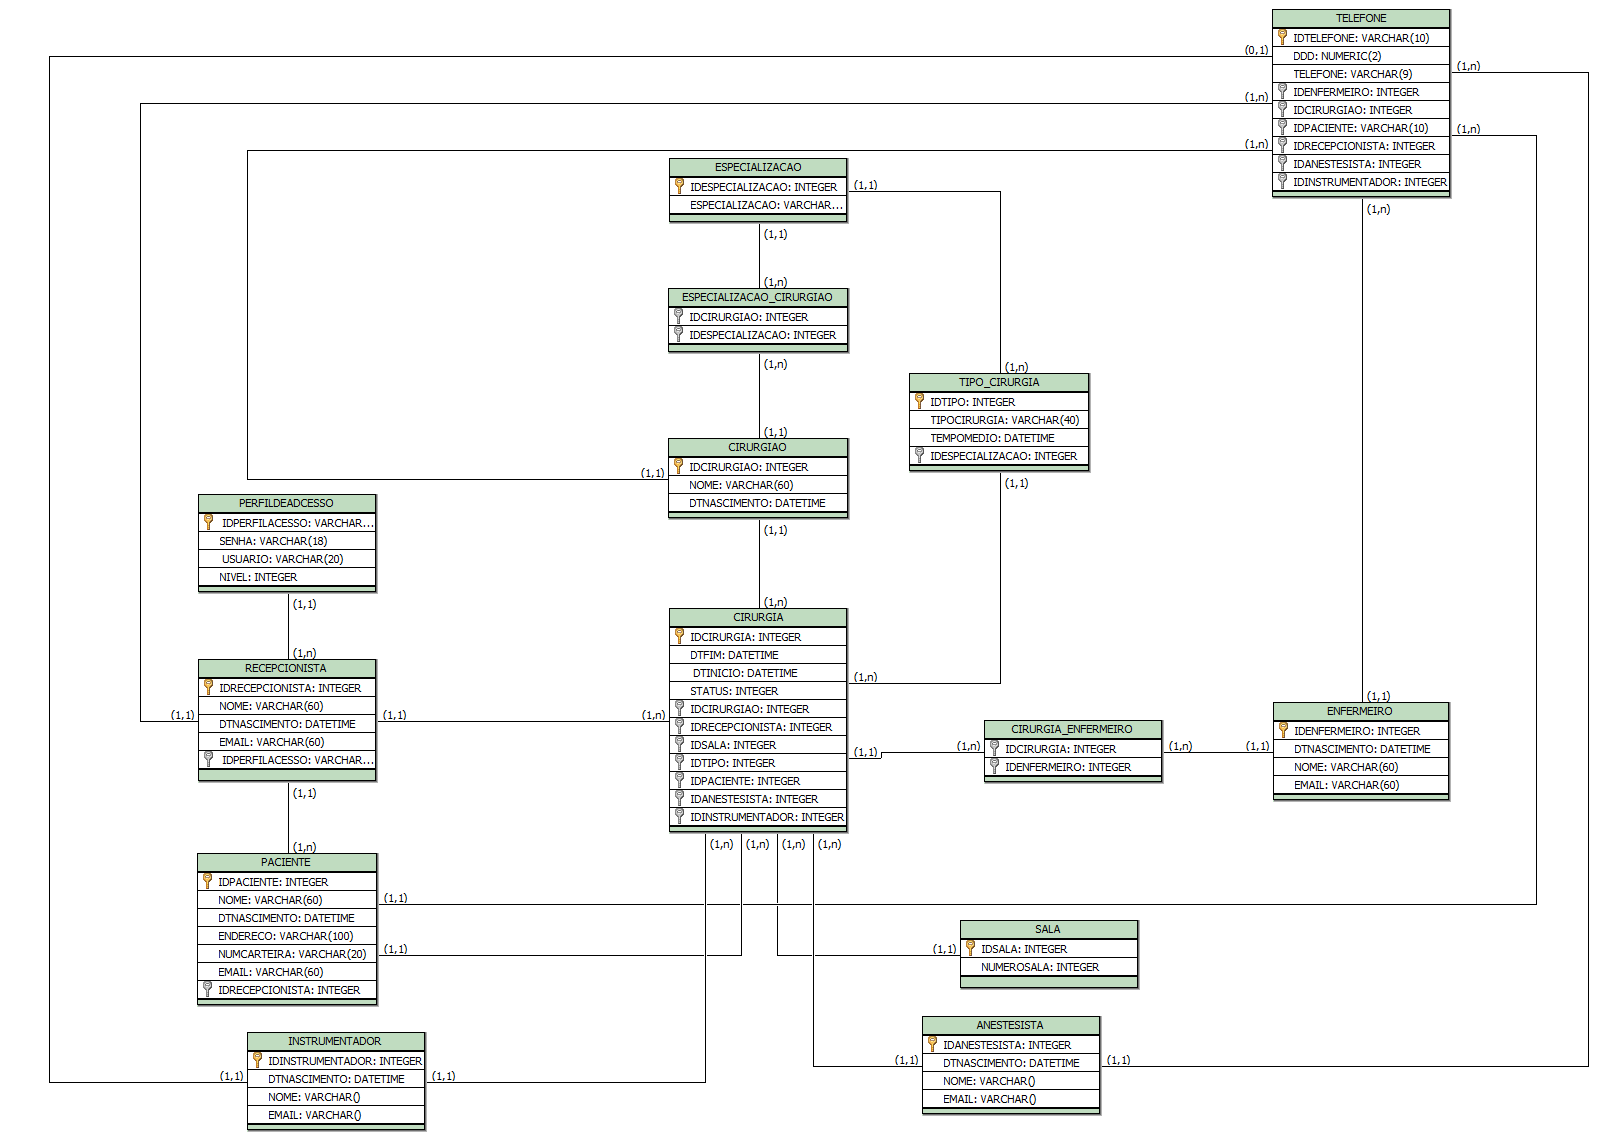 TELEFONE
IDTELEFONE: VARCHAR(10)
DDD: NUMERIC(2)
TELEFONE: VARCHAR(9)
IDENFERMEIRO: INTEGER
IDCIRURGIAO: INTEGER
IDPACIENTE: VARCHAR(10)
IDRECEPCIONISTA: INTEGER
IDANESTESISTA: INTEGER
IDINSTRUMENTADOR: INTEGER
(0,1)
(1,n)
(1,n)
(1,n)
(1,n)
(1,n)
ESPECIALIZACAO
IDESPECIALIZACAO: INTEGER
ESPECIALIZACAO: VARCHAR...
(1,1)
(1,1)
(1,n)
ESPECIALIZACAO_CIRURGIAO
IDCIRURGIAO: INTEGER
IDESPECIALIZACAO: INTEGER
(1,n)
(1,n)
TIPO_CIRURGIA
IDTIPO: INTEGER
TIPOCIRURGIA: VARCHAR(40)
TEMPOMEDIO: DATETIME
IDESPECIALIZACAO: INTEGER
(1,1)
(1,1)
CIRURGIAO
IDCIRURGIAO: INTEGER
NOME: VARCHAR(60)
DTNASCIMENTO: DATETIME
(1,1)
(1,1)
(1,n)
PERFILDEADCESSO
IDPERFILACESSO: VARCHAR...
SENHA: VARCHAR(18)
USUARIO: VARCHAR(20)
NIVEL: INTEGER
(1,1)
(1,n)
RECEPCIONISTA
IDRECEPCIONISTA: INTEGER
NOME: VARCHAR(60)
DTNASCIMENTO: DATETIME
EMAIL: VARCHAR(60)
IDPERFILACESSO: VARCHAR...
(1,1)
(1,1)
(1,1)
(1,n)
CIRURGIA
IDCIRURGIA: INTEGER
DTFIM: DATETIME
DTINICIO: DATETIME
STATUS: INTEGER
IDCIRURGIAO: INTEGER
IDRECEPCIONISTA: INTEGER
IDSALA: INTEGER
IDTIPO: INTEGER
IDPACIENTE: INTEGER
IDANESTESISTA: INTEGER
IDINSTRUMENTADOR: INTEGER
(1,n)
(1,n)
(1,1)
(1,n)
(1,n)
(1,n)
(1,n)
CIRURGIA_ENFERMEIRO
IDCIRURGIA: INTEGER
IDENFERMEIRO: INTEGER
(1,n)
(1,n)
(1,1)
(1,1)
ENFERMEIRO
IDENFERMEIRO: INTEGER
DTNASCIMENTO: DATETIME
NOME: VARCHAR(60)
EMAIL: VARCHAR(60)
PACIENTE
IDPACIENTE: INTEGER
NOME: VARCHAR(60)
DTNASCIMENTO: DATETIME
ENDERECO: VARCHAR(100)
NUMCARTEIRA: VARCHAR(20)
EMAIL: VARCHAR(60)
IDRECEPCIONISTA: INTEGER
(1,1)
(1,1)
SALA
IDSALA: INTEGER
NUMEROSALA: INTEGER
(1,1)
INSTRUMENTADOR
IDINSTRUMENTADOR: INTEGER
DTNASCIMENTO: DATETIME
NOME: VARCHAR()
EMAIL: VARCHAR()
(1,1)
(1,1)
ANESTESISTA
IDANESTESISTA: INTEGER
DTNASCIMENTO: DATETIME
NOME: VARCHAR()
EMAIL: VARCHAR()
(1,1)
(1,1)